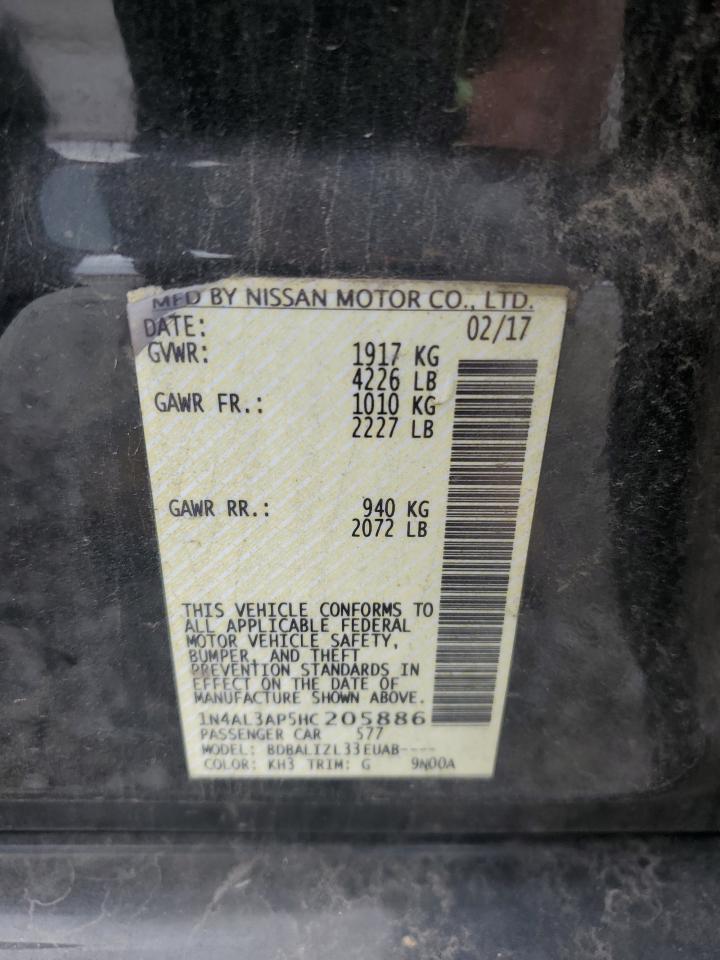 MFD BY NISSAN MOTOR CO., LTD.
DATE: 02/17
GVWR: 1917 KG
4226 LB
GAWR FR.: 1010 KG
2227 LB
GAWR RR.: 940 KG
2072 LB
THIS VEHICLE CONFORMS TO
ALL APPLICABLE FEDERAL
MOTOR VEHICLE SAFETY,
BUMPER, AND THEFT
PREVENTION STANDARDS IN
EFFECT ON THE DATE OF
MANUFACTURE SHOWN ABOVE.
1N4AL3AP5HC205886
PASSENGER CAR 577
MODEL: BDBALIZL33EUAB----
COLOR: KH3 TRIM: G 9N00A